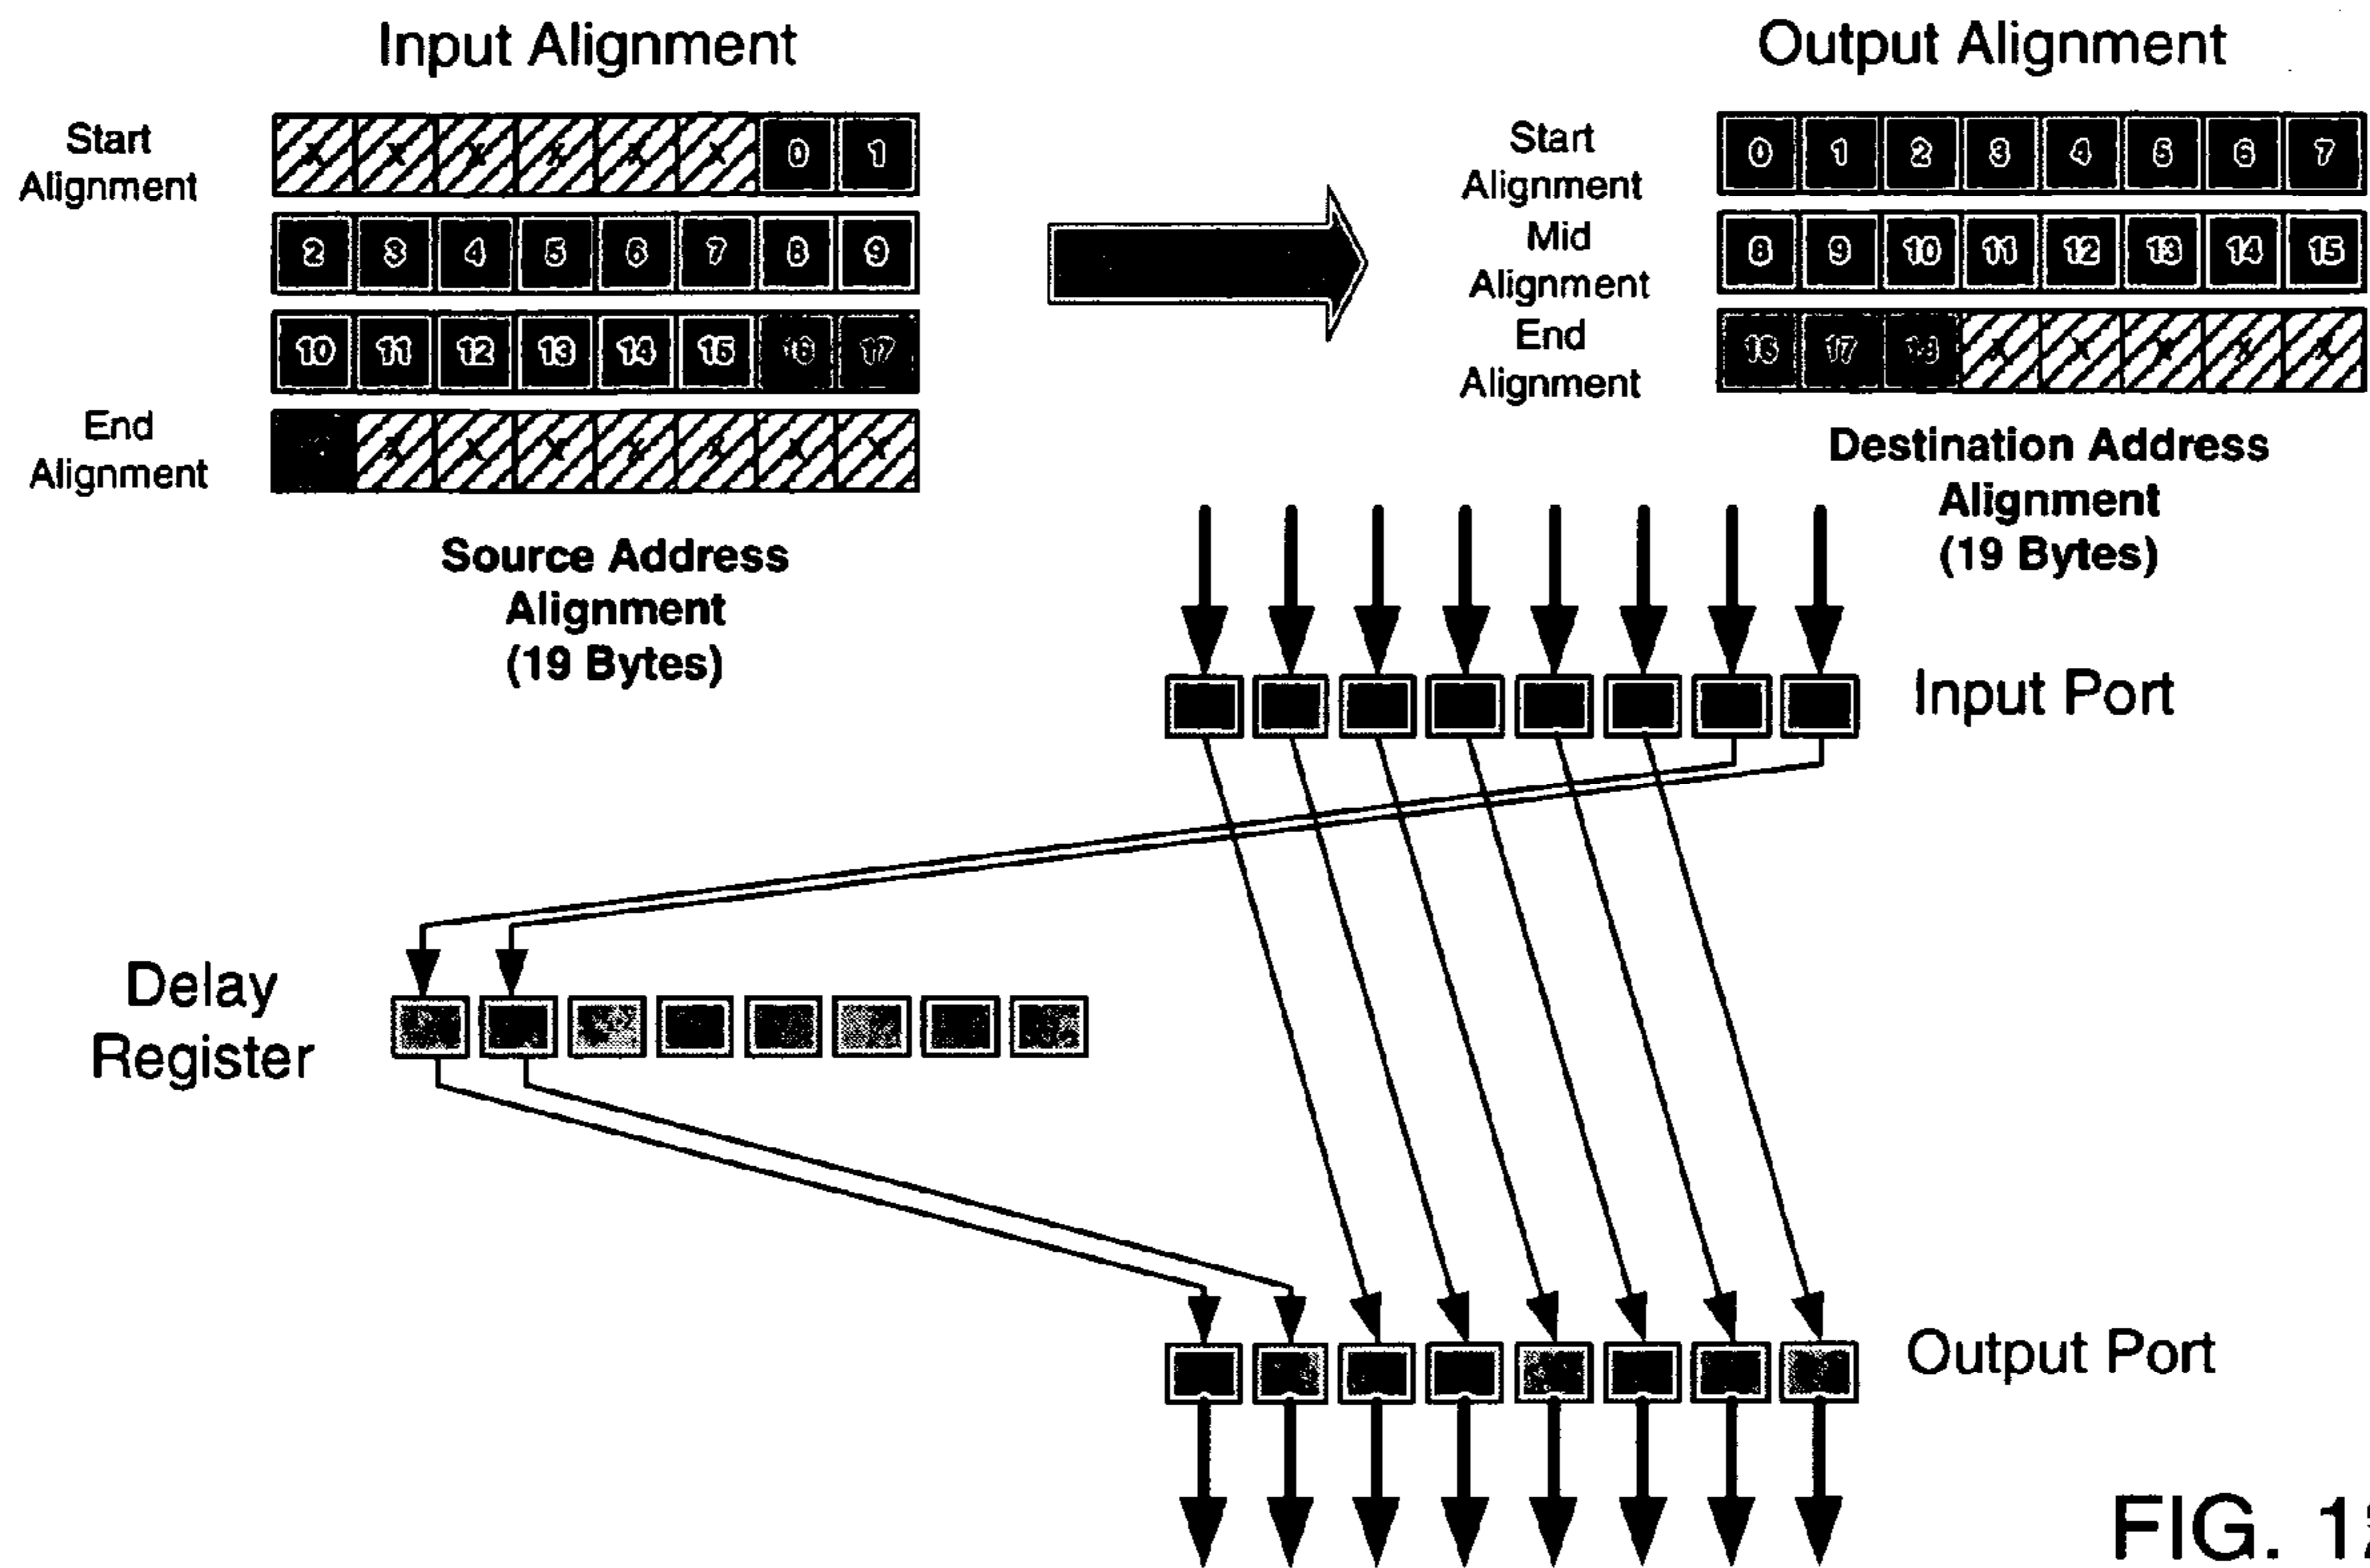 Input Alignment
Output Alignment
Start
Alignment
X X X X X X 0 1
2 3 4 5 6 7 8 9
10 11 12 13 14 15 16 17
End
Alignment
X X X X X X X
Source Address
Alignment
(19 Bytes)
Start
Alignment
0 1 2 3 4 5 6 7
Mid
Alignment
8 9 10 11 12 13 14 15
End
Alignment
16 17 18 X X X X X
Destination Address
Alignment
(19 Bytes)
Input Port
Delay
Register
Output Port
FIG.